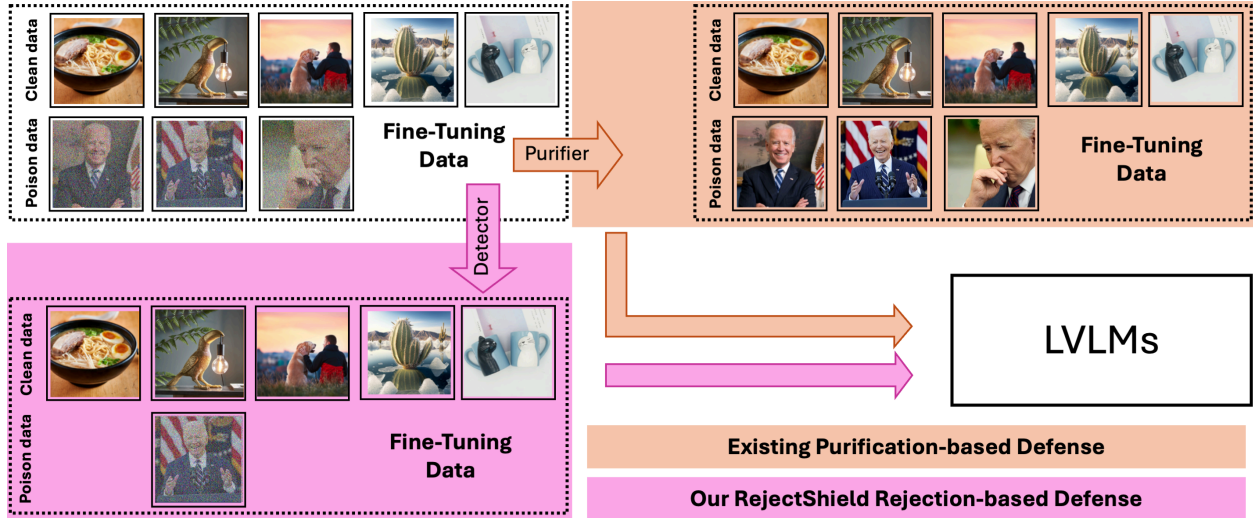 Clean data
Poison data
Fine-Tuning
Data
Purifier
Clean data
Poison data
Fine-Tuning
Data
Detector
Clean data
Poison data
Fine-Tuning
Data
LVLMs
Existing Purification-based Defense
Our RejectShield Rejection-based Defense